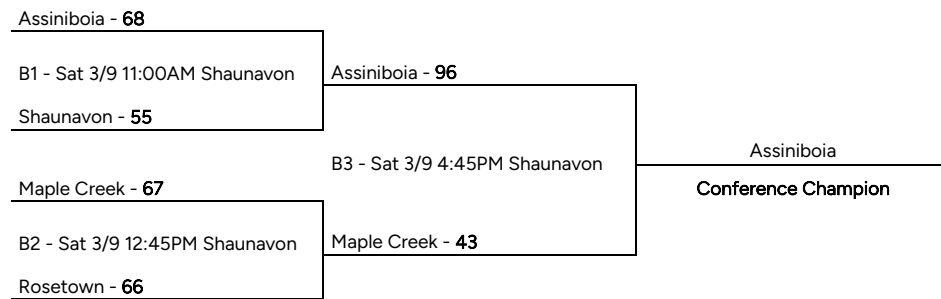 Assiniboia - 68
B1 - Sat 3/9 11:00AM Shaunavon
Shaunavon - 55
Maple Creek - 67
B2 - Sat 3/9 12:45PM Shaunavon
Rosetown - 66
Assiniboia - 96
B3 - Sat 3/9 4:45PM Shaunavon
Maple Creek - 43
Assiniboia
Conference Champion